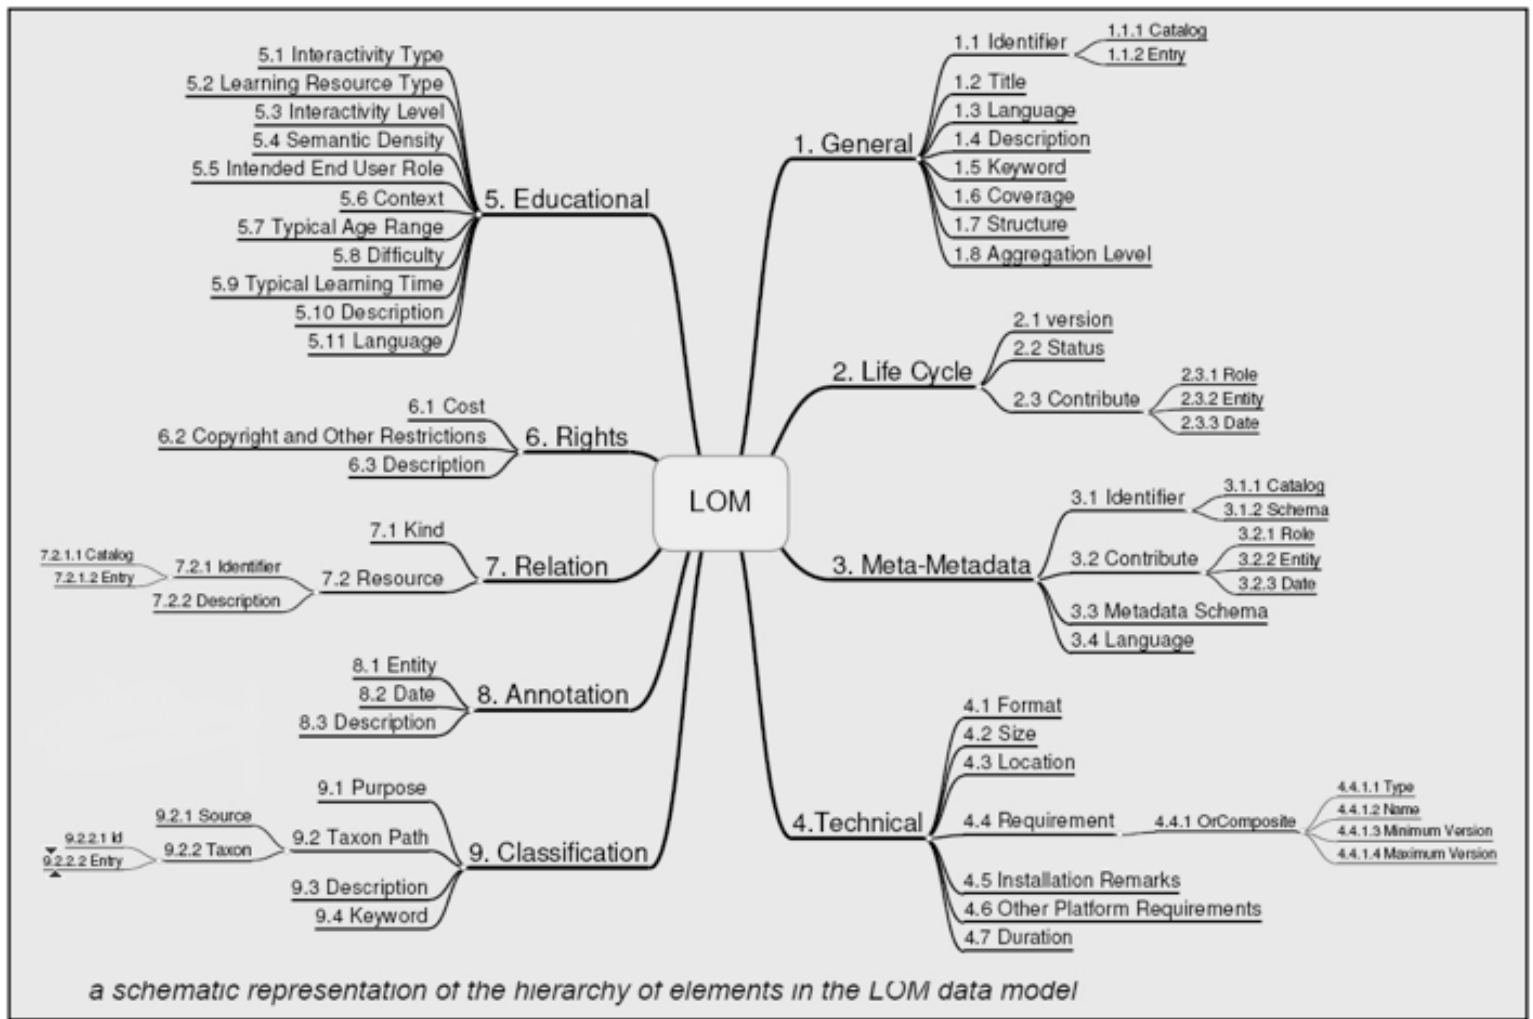 LOM
1. General
1.1 Identifier
1.1.1 Catalog
1.1.2 Entry
1.2 Title
1.3 Language
1.4 Description
1.5 Keyword
1.6 Coverage
1.7 Structure
1.8 Aggregation Level
2. Life Cycle
2.1 version
2.2 Status
2.3 Contribute
2.3.1 Role
2.3.2 Entity
2.3.3 Date
3. Meta-Metadata
3.1 Identifier
3.1.1 Catalog
3.1.2 Schema
3.2 Contribute
3.2.1 Role
3.2.2 Entity
3.2.3 Date
3.3 Metadata Schema
3.4 Language
4.Technical
4.1 Format
4.2 Size
4.3 Location
4.4 Requirement
4.4.1 OrComposite
4.4.1.1 Type
4.4.1.2 Name
4.4.1.3 Minimum Version
4.4.1.4 Maximum Version
4.5 Installation Remarks
4.6 Other Platform Requirements
4.7 Duration
5. Educational
5.1 Interactivity Type
5.2 Learning Resource Type
5.3 Interactivity Level
5.4 Semantic Density
5.5 Intended End User Role
5.6 Context
5.7 Typical Age Range
5.8 Difficulty
5.9 Typical Learning Time
5.10 Description
5.11 Language
6. Rights
6.1 Cost
6.2 Copyright and Other Restrictions
6.3 Description
7. Relation
7.1 Kind
7.2 Resource
7.2.1 Identifier
7.2.1.1 Catalog
7.2.1.2 Entry
7.2.2 Description
8. Annotation
8.1 Entity
8.2 Date
8.3 Description
9. Classification
9.1 Purpose
9.2 Taxon Path
9.2.1 Source
9.2.2 Taxon
9.2.2.1 Id
9.2.2.2 Entry
9.3 Description
9.4 Keyword
a schematic representation of the hierarchy of elements in the LOM data model